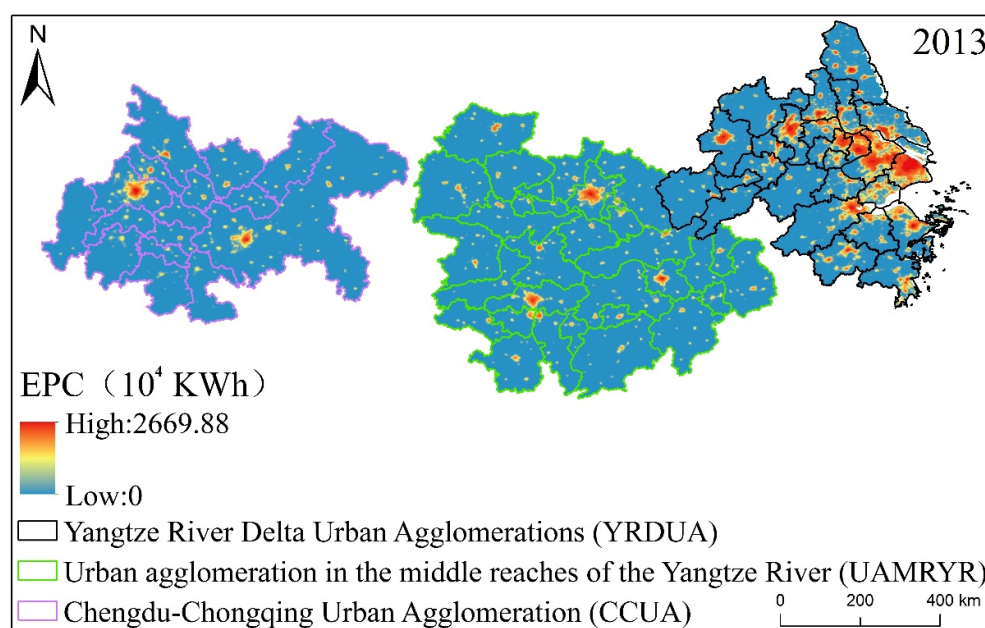 N
2013
EPC（10⁴ KWh）
High:2669.88
Low:0
Yangtze River Delta Urban Agglomerations (YRDUA)
Urban agglomeration in the middle reaches of the Yangtze River (UAMRYR)
Chengdu-Chongqing Urban Agglomeration (CCUA)
0 200 400 km